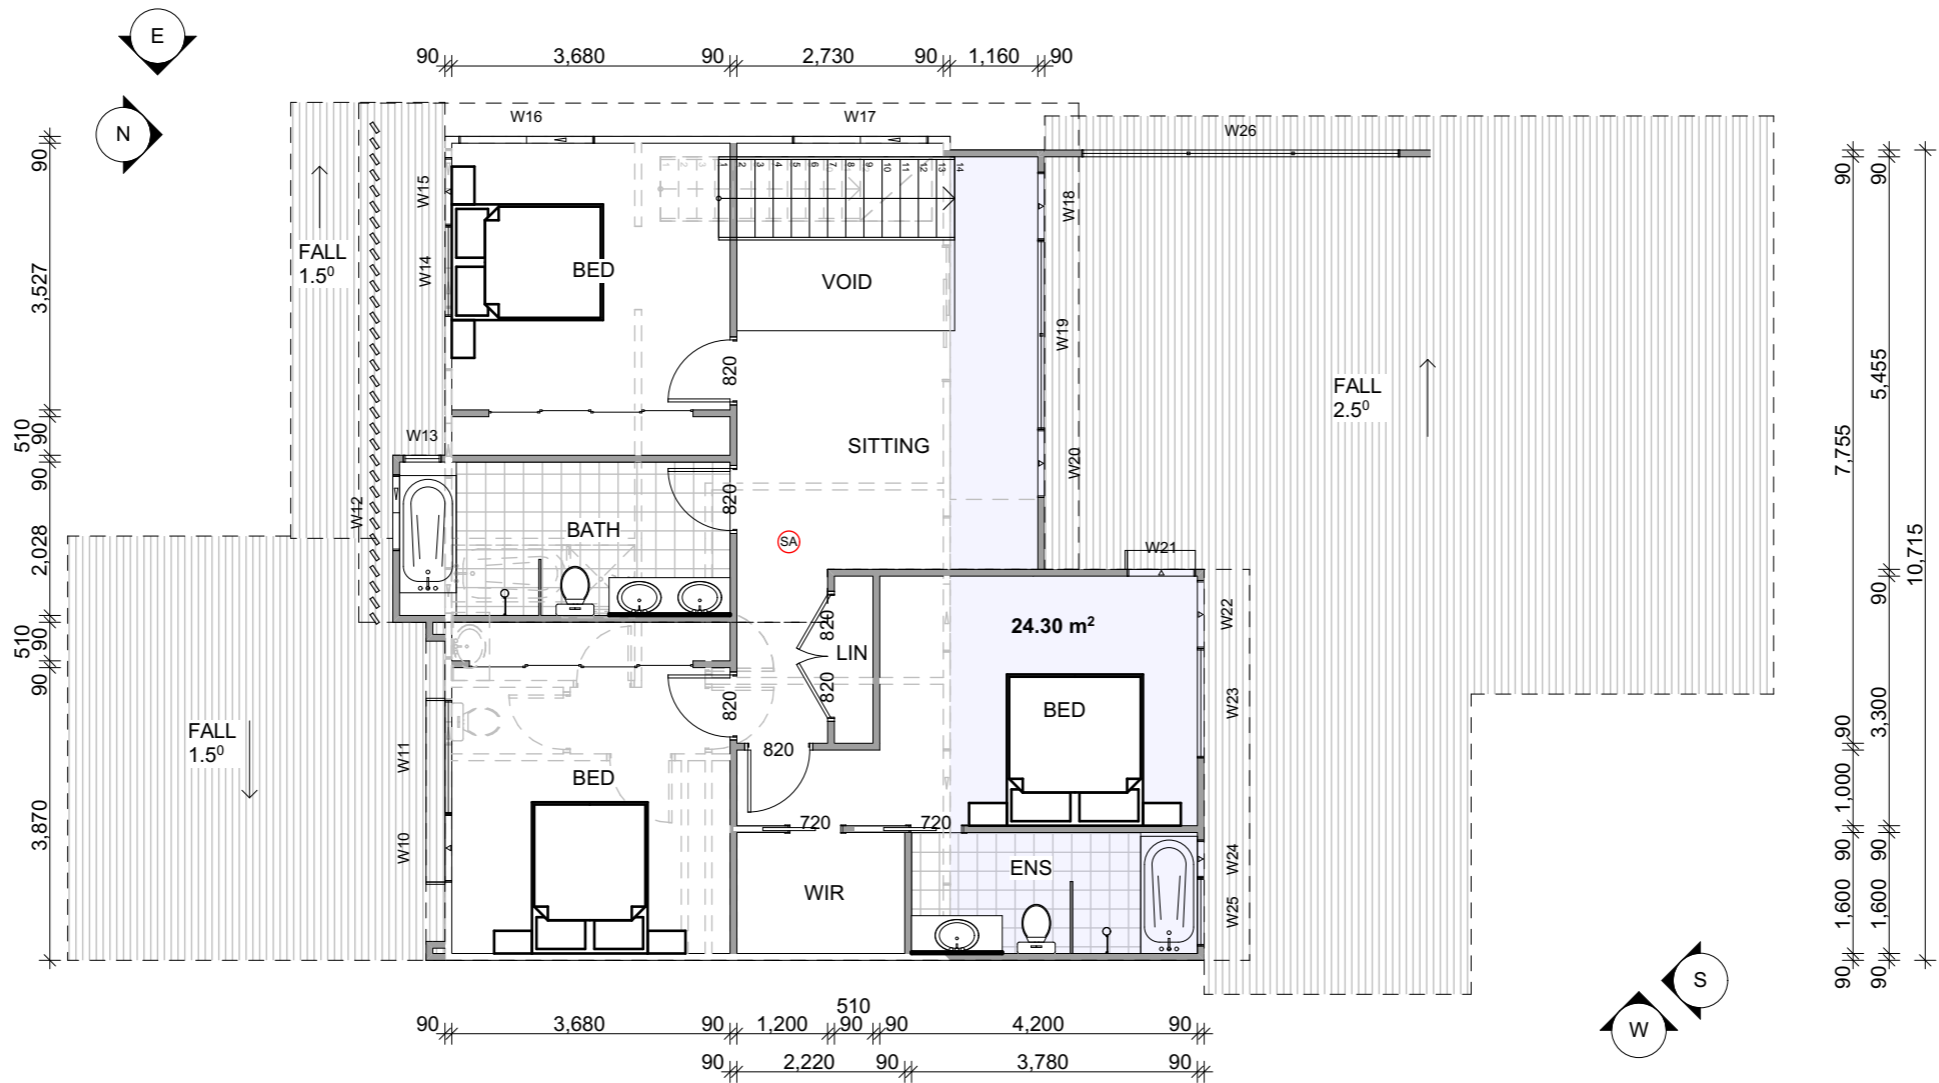 E
N
90 3,680 90 2,730 90 1,160 90
W16
W17
W26
90
3,527
510
90
90
2,028
510
90
90
3,870
W15
W14
W13
W12
W11
W10
FALL
1.5⁰
FALL
1.5⁰
BED
820
1 2 3 4 5 6 7 8 9 10 11 12 13 14
VOID
SITTING
W18
W19
W20
FALL
2.5⁰
BATH
820
SA
W21
820
LIN
820
24.30 m²
W22
BED
W23
820
BED
820
720
720
WIR
ENS
W24
W25
90
7,755
90
1,000
90
1,600
90
90
5,455
90
3,300
90
1,600
90
10,715
S
W
510
90 3,680 90 1,200 90 90 4,200 90
90 2,220 90 3,780 90